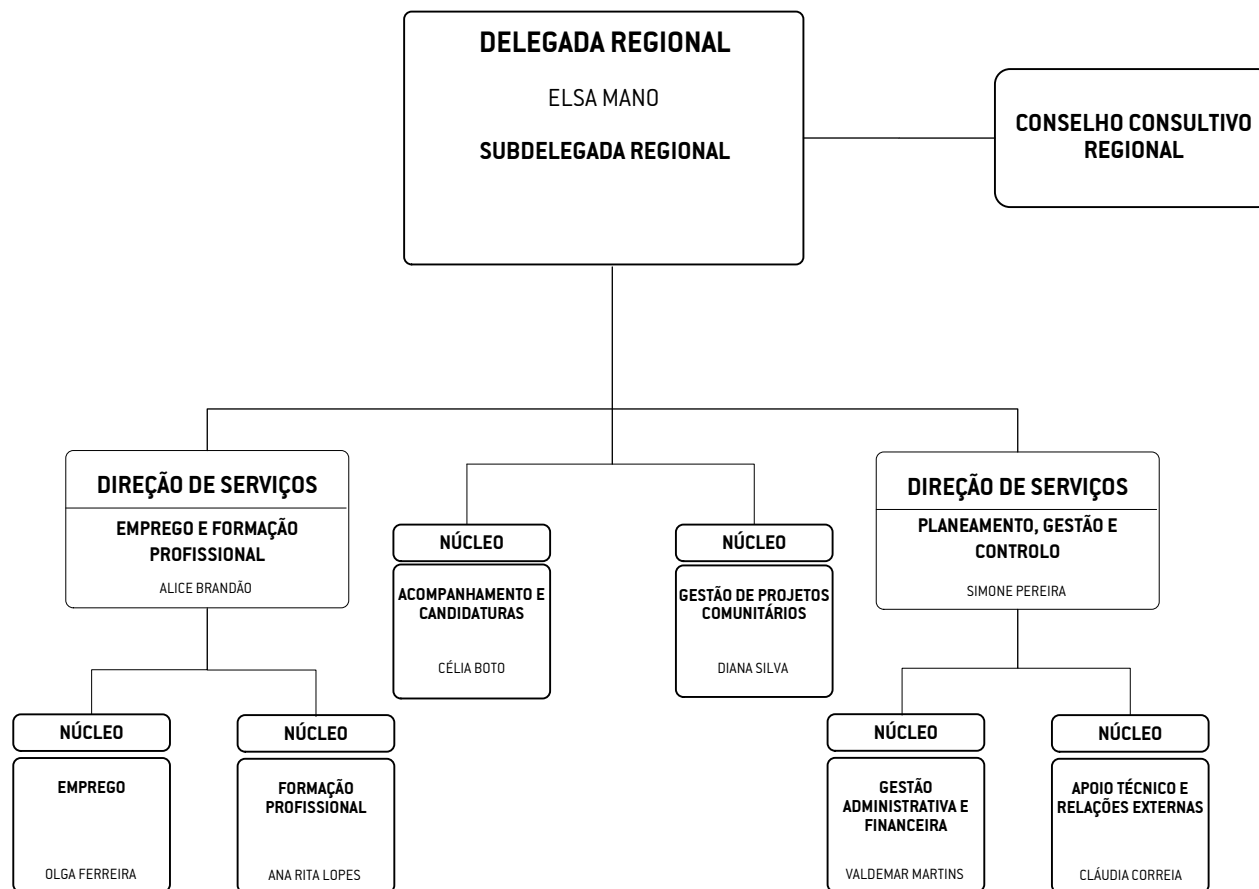 DELEGADA REGIONAL
ELSA MANO
SUBDELEGADA REGIONAL
CONSELHO CONSULTIVO
REGIONAL
DIREÇÃO DE SERVIÇOS
EMPREGO E FORMAÇÃO
PROFISSIONAL
ALICE BRANDÃO
NÚCLEO
EMPREGO
OLGA FERREIRA
NÚCLEO
FORMAÇÃO
PROFISSIONAL
ANA RITA LOPES
NÚCLEO
ACOMPANHAMENTO E
CANDIDATURAS
CÉLIA BOTO
NÚCLEO
GESTÃO DE PROJETOS
COMUNITÁRIOS
DIANA SILVA
DIREÇÃO DE SERVIÇOS
PLANEAMENTO, GESTÃO E
CONTROLO
SIMONE PEREIRA
NÚCLEO
GESTÃO
ADMINISTRATIVA E
FINANCEIRA
VALDEMAR MARTINS
NÚCLEO
APOIO TÉCNICO E
RELAÇÕES EXTERNAS
CLÁUDIA CORREIA